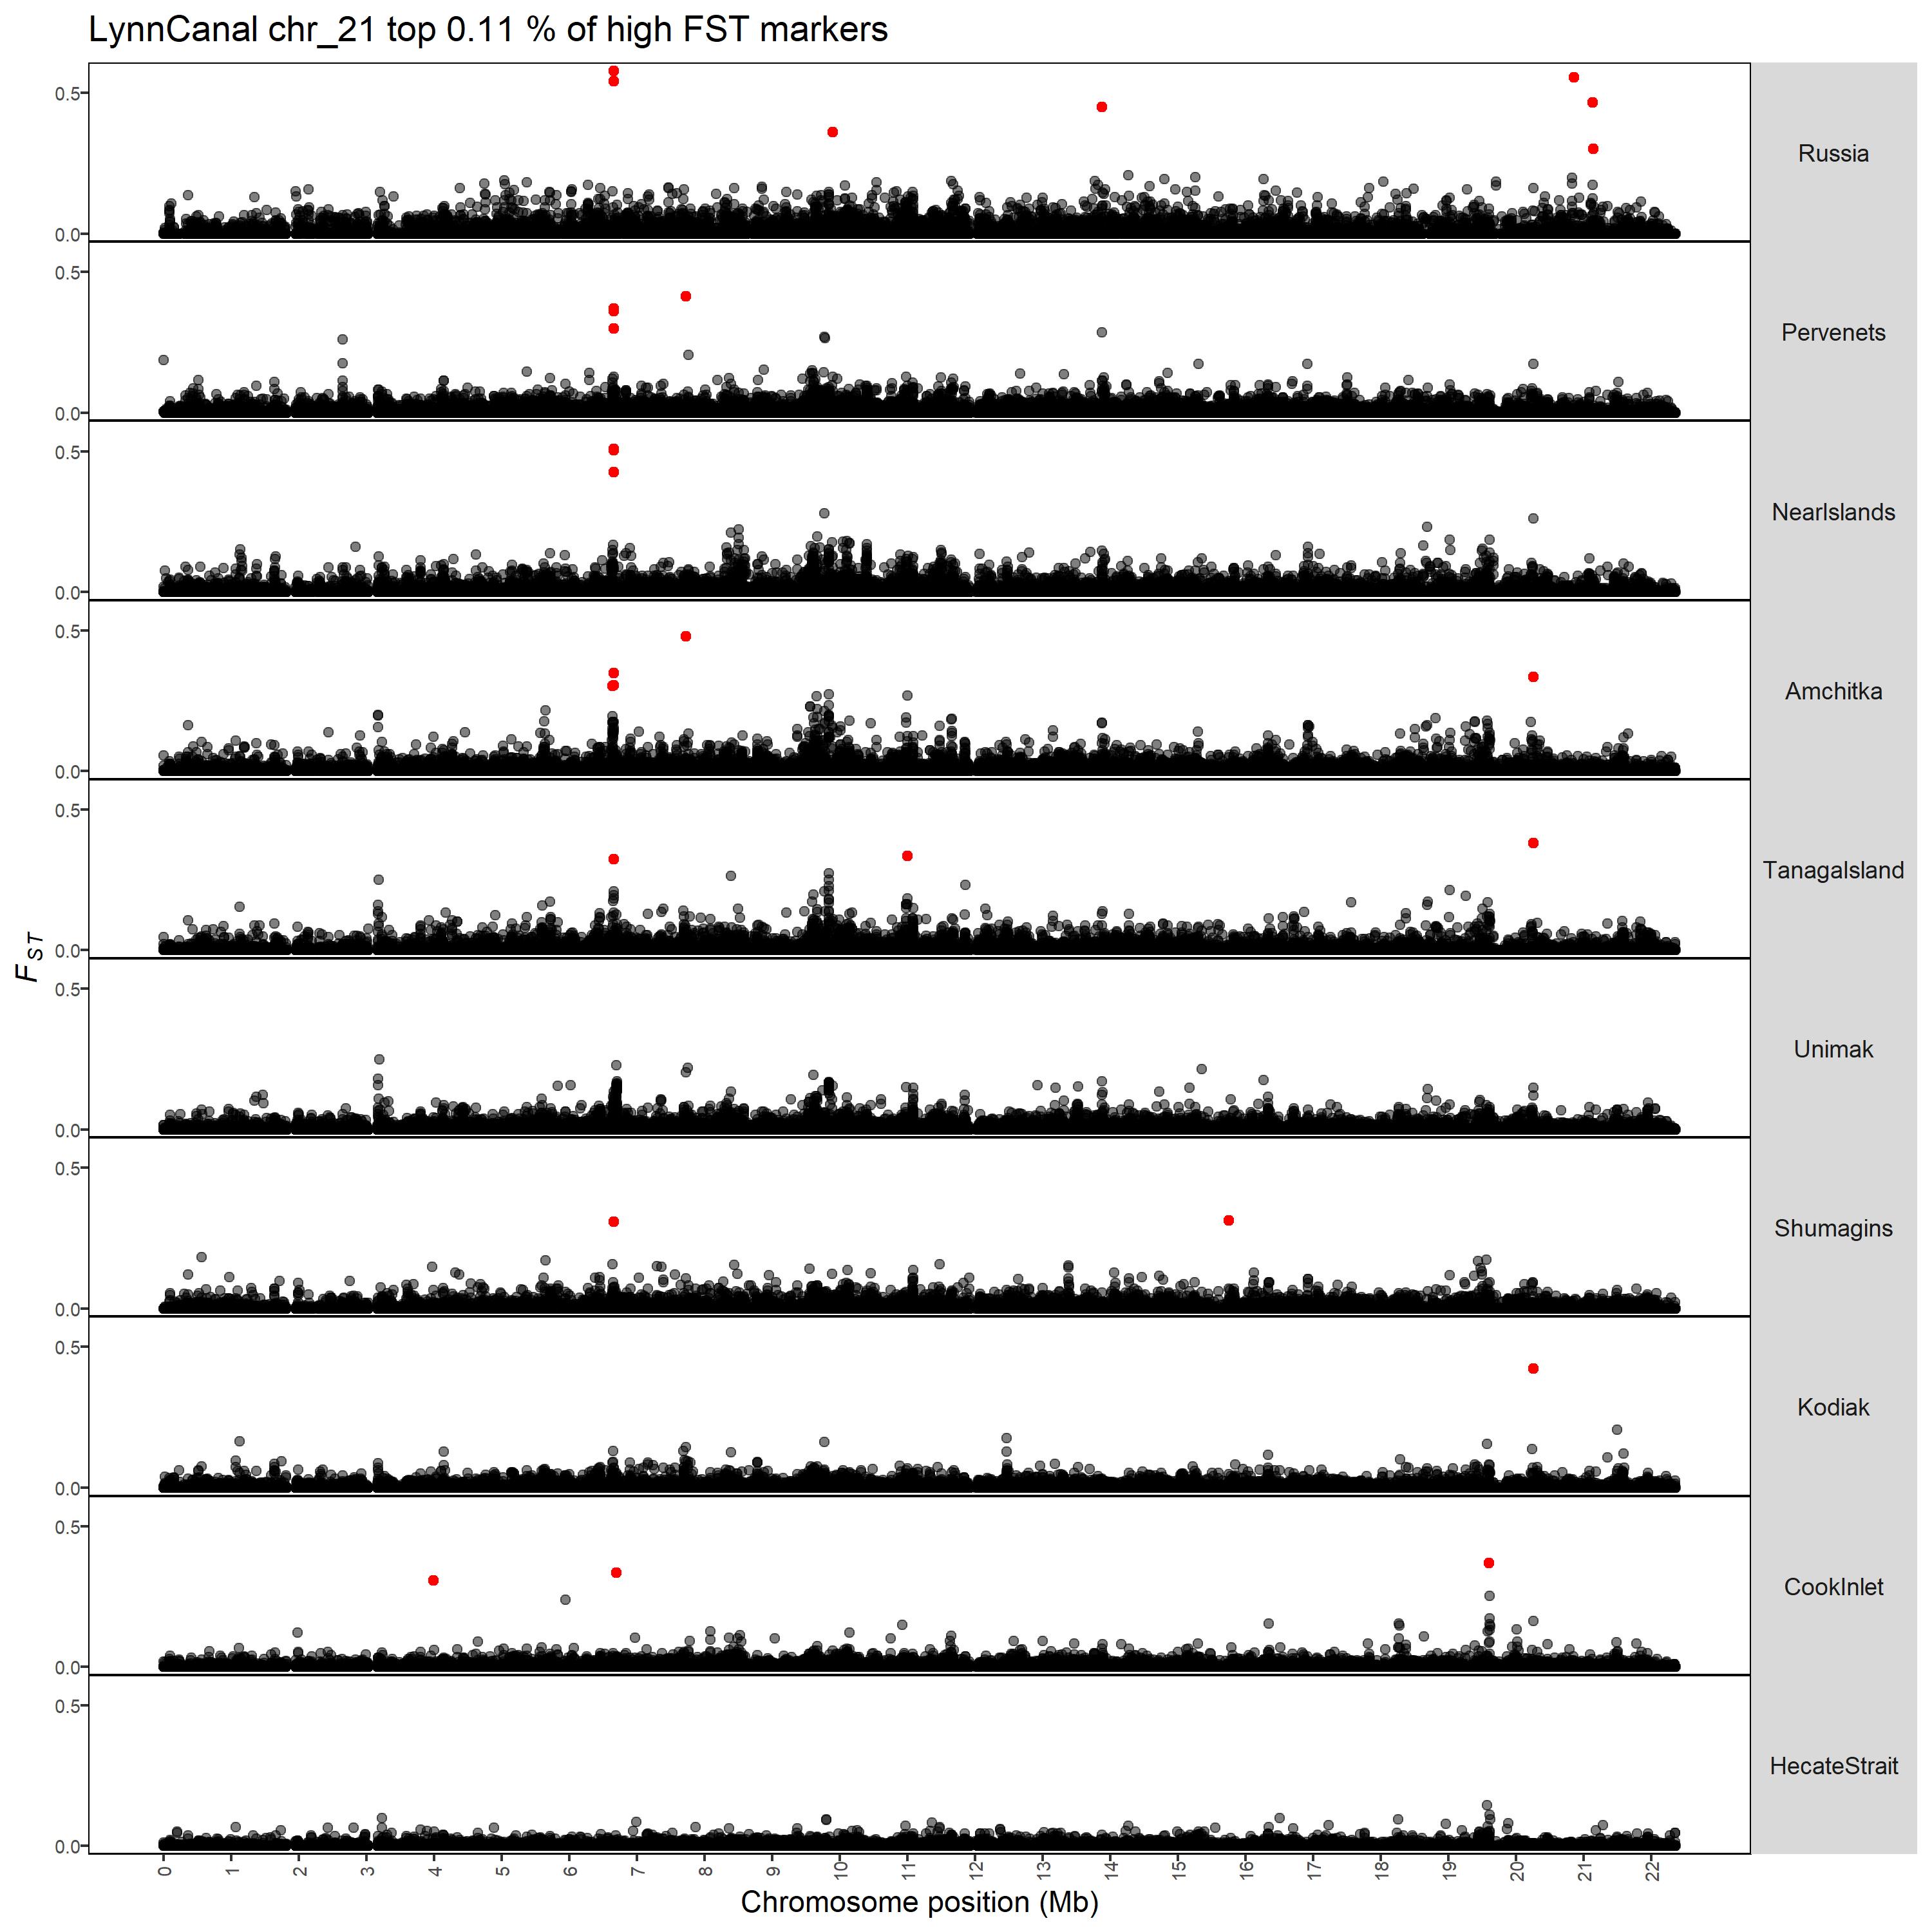 LynnCanal chr_21 top 0.11 % of high FST markers
0.5
0.0
Russia
0.5
0.0
Pervenets
0.5
0.0
NearIslands
0.5
0.0
Amchitka
0.5
0.0
TanagaIsland
0.5
0.0
Unimak
0.5
0.0
Shumagins
0.5
0.0
Kodiak
0.5
0.0
CookInlet
0.5
0.0
HecateStrait
FST
0 1 2 3 4 5 6 7 8 9 10 11 12 13 14 15 16 17 18 19 20 21 22
Chromosome position (Mb)